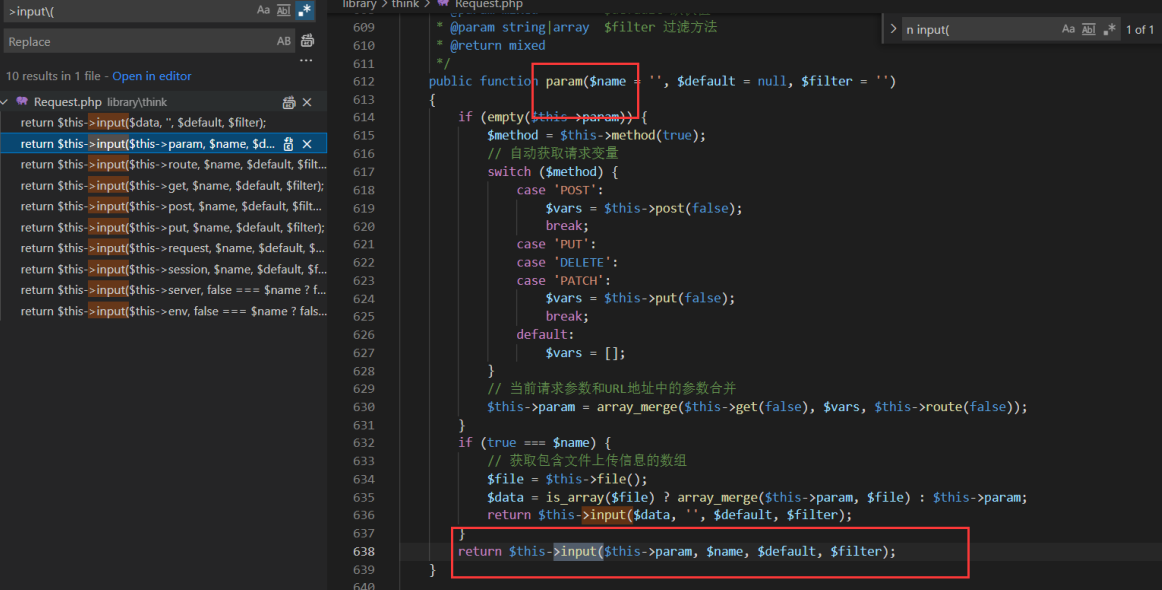 >input\(
Aa
Abl
.*
Replace
AB
...
10 results in 1 file - Open in editor
Request.php library\think
return $this->input($data, '', $default, $filter);
return $this->input($this->param, $name, $d...
return $this->input($this->route, $name, $default, $filt...
return $this->input($this->get, $name, $default, $filter);
return $this->input($this->post, $name, $default, $filt...
return $this->input($this->put, $name, $default, $filter);
return $this->input($this->request, $name, $default, $...
return $this->input($this->session, $name, $default, $f...
return $this->input($this->server, false === $name ? f...
return $this->input($this->env, false === $name ? fals...
library > think > Request.php
n input(
Aa
Abl
.*
1 of 1
609 * @param string|array $filter 过滤方法
610 * @return mixed
611 */
612 public function param($name = '', $default = null, $filter = '')
613 {
614 if (empty($this->param)) {
615 $method = $this->method(true);
616 // 自动获取请求变量
617 switch ($method) {
618 case 'POST':
619 $vars = $this->post(false);
620 break;
621 case 'PUT':
622 case 'DELETE':
623 case 'PATCH':
624 $vars = $this->put(false);
625 break;
626 default:
627 $vars = [];
628 }
629 // 当前请求参数和URL地址中的参数合并
630 $this->param = array_merge($this->get(false), $vars, $this->route(false));
631 }
632 if (true === $name) {
633 // 获取包含文件上传信息的数组
634 $file = $this->file();
635 $data = is_array($file) ? array_merge($this->param, $file) : $this->param;
636 return $this->input($data, '', $default, $filter);
637 }
638 return $this->input($this->param, $name, $default, $filter);
639 }
640